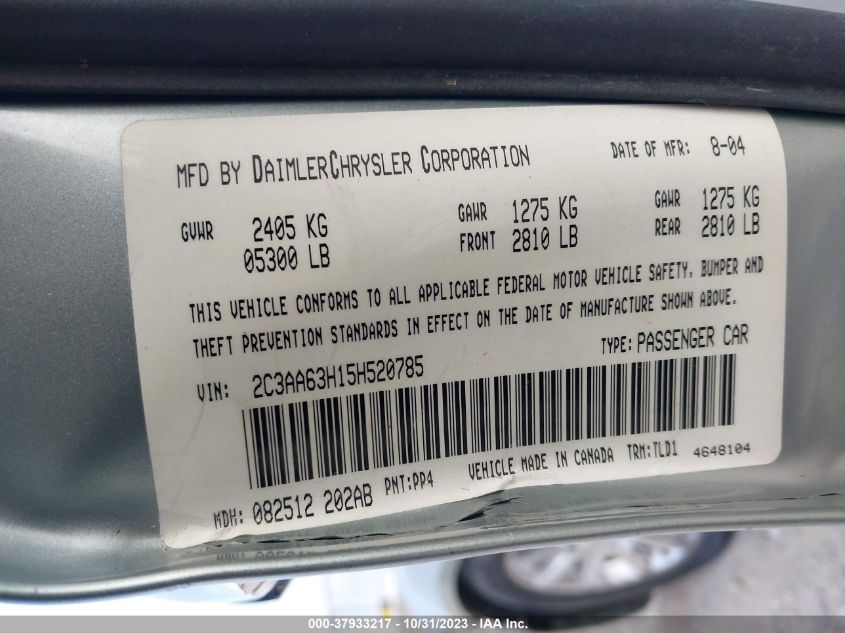 MFD BY DAIMLERCHRYSLER CORPORATION DATE OF MFR: 8-04
GVWR 2405 KG GAWR 1275 KG GAWR 1275 KG
05300 LB FRONT 2810 LB REAR 2810 LB
THIS VEHICLE CONFORMS TO ALL APPLICABLE FEDERAL MOTOR VEHICLE SAFETY, BUMPER AND
THEFT PREVENTION STANDARDS IN EFFECT ON THE DATE OF MANUFACTURE SHOWN ABOVE.
VIN: 2C3AA63H15H520785 TYPE: PASSENGER CAR
MDH: 082512 202AB PNT:PP4 VEHICLE MADE IN CANADA TRM:TLD1 4648104
000-37933217 - 10/31/2023 - IAA Inc.